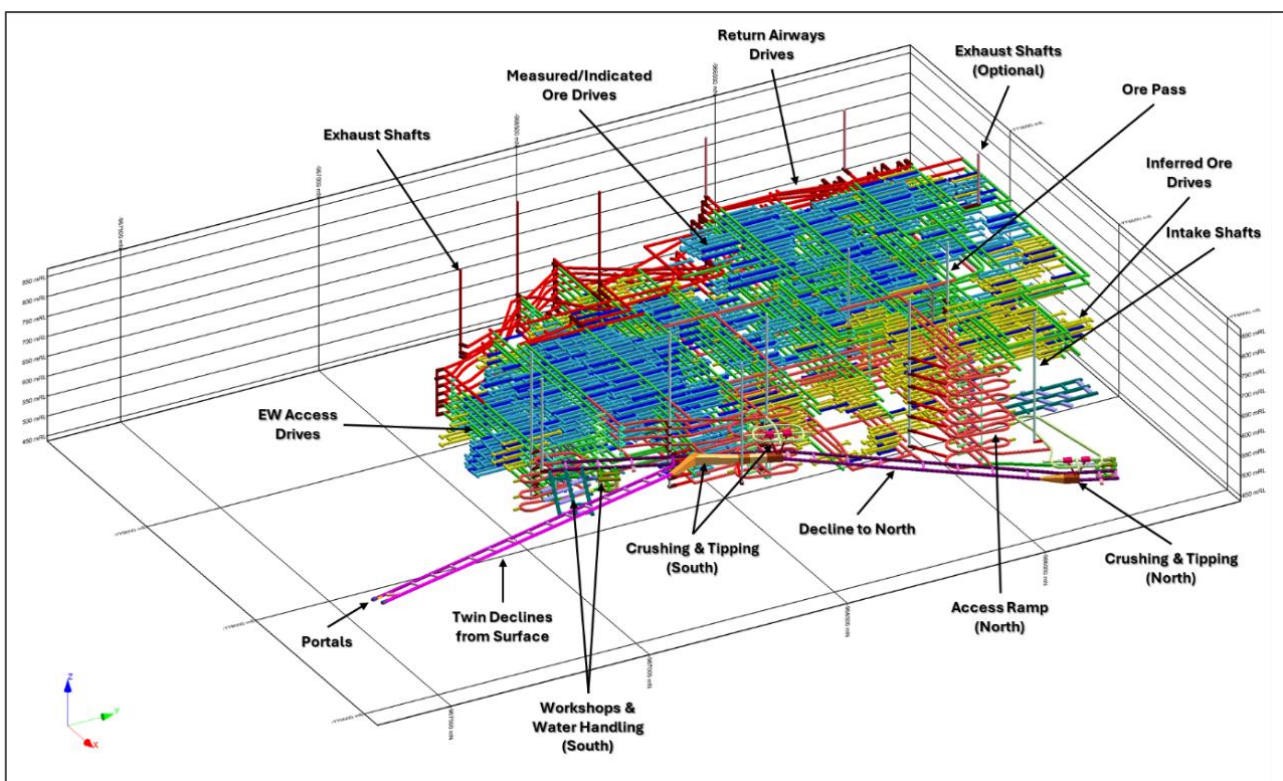 Return Airways
Drives
Exhaust Shafts
(Optional)
Measured/Indicated
Ore Drives
Ore Pass
Exhaust Shafts
Inferred Ore
Drives
Intake Shafts
EW Access
Drives
Crushing & Tipping
(South)
Decline to North
Crushing & Tipping
(North)
Access Ramp
(North)
Portals
Twin Declines
from Surface
Workshops &
Water Handling
(South)
850 mRL
800 mRL
750 mRL
700 mRL
650 mRL
600 mRL
550 mRL
500 mRL
450 mRL
Z
Y
X